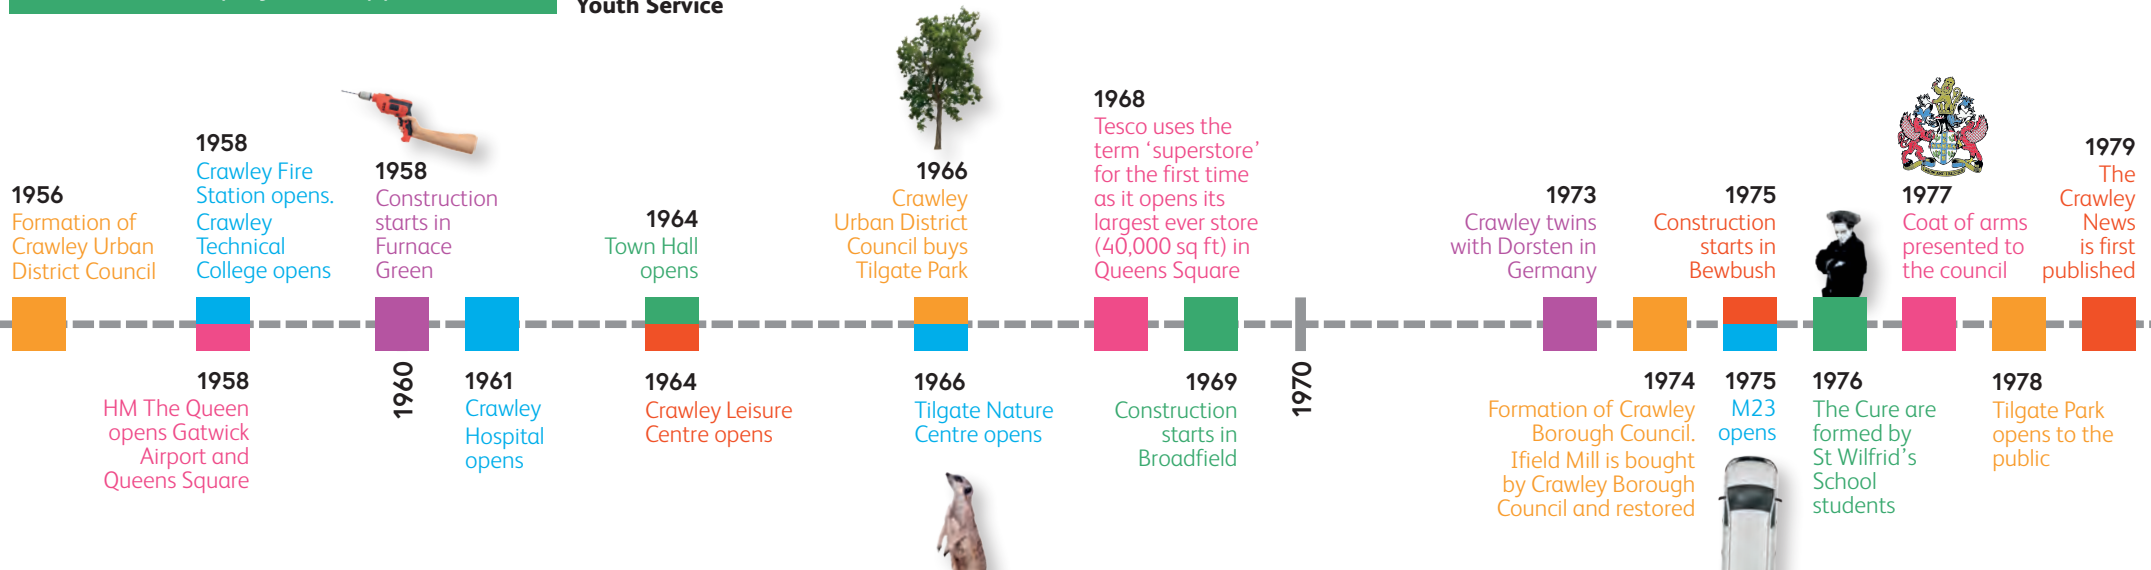 Youth Service
1956
Formation of
Crawley Urban
District Council
1958
Crawley Fire
Station opens.
Crawley
Technical
College opens
1958
HM The Queen
opens Gatwick
Airport and
Queens Square
1958
Construction
starts in
Furnace
Green
1960
1961
Crawley
Hospital
opens
1964
Town Hall
opens
1964
Crawley Leisure
Centre opens
1966
Crawley
Urban District
Council buys
Tilgate Park
1966
Tilgate Nature
Centre opens
1968
Tesco uses the
term ‘superstore’
for the first time
as it opens its
largest ever store
(40,000 sq ft) in
Queens Square
1969
Construction
starts in
Broadfield
1970
1973
Crawley twins
with Dorsten in
Germany
1974
Formation of Crawley
Borough Council.
Ifield Mill is bought
by Crawley Borough
Council and restored
1975
Construction
starts in
Bewbush
1975
M23
opens
1976
The Cure are
formed by
St Wilfrid’s
School
students
1977
Coat of arms
presented to
the council
1978
Tilgate Park
opens to the
public
1979
The
Crawley
News
is first
published